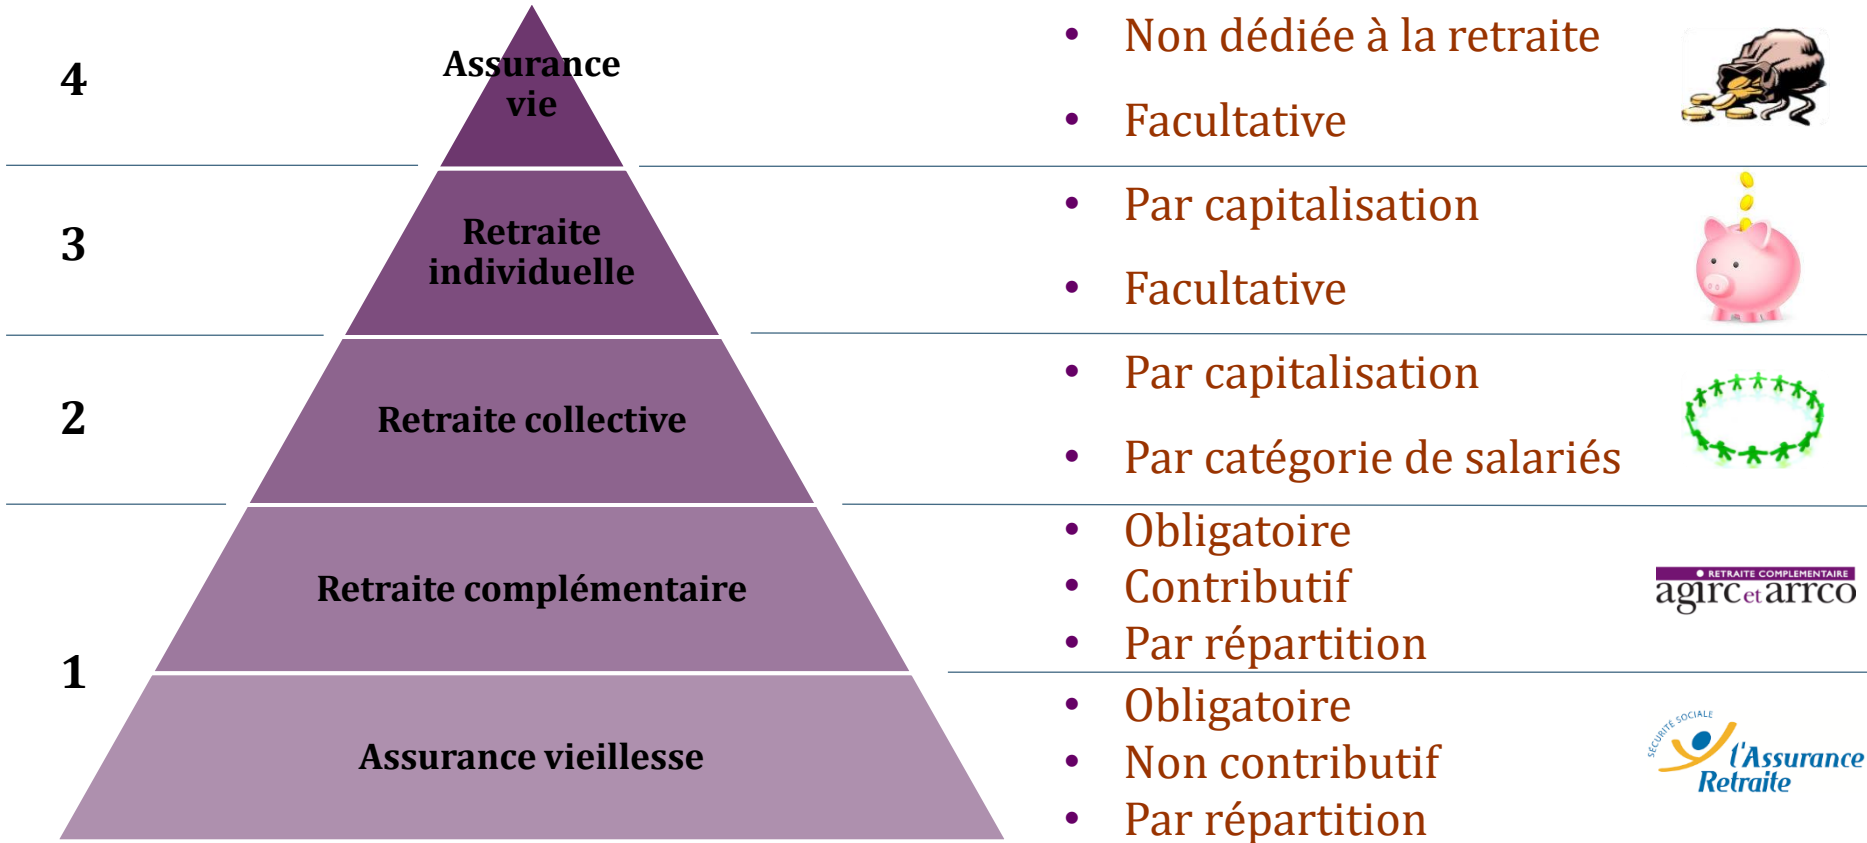 4
Assurance
vie
• Non dédiée à la retraite
• Facultative
3
Retraite
individuelle
• Par capitalisation
• Facultative
2
Retraite collective
• Par capitalisation
• Par catégorie de salariés
1
Retraite complémentaire
• Obligatoire
• Contributif
• Par répartition
• RETRAITE COMPLEMENTAIRE
agirc et arrco
Assurance vieillesse
• Obligatoire
• Non contributif
• Par répartition
SÉCURITÉ SOCIALE
l'Assurance
Retraite